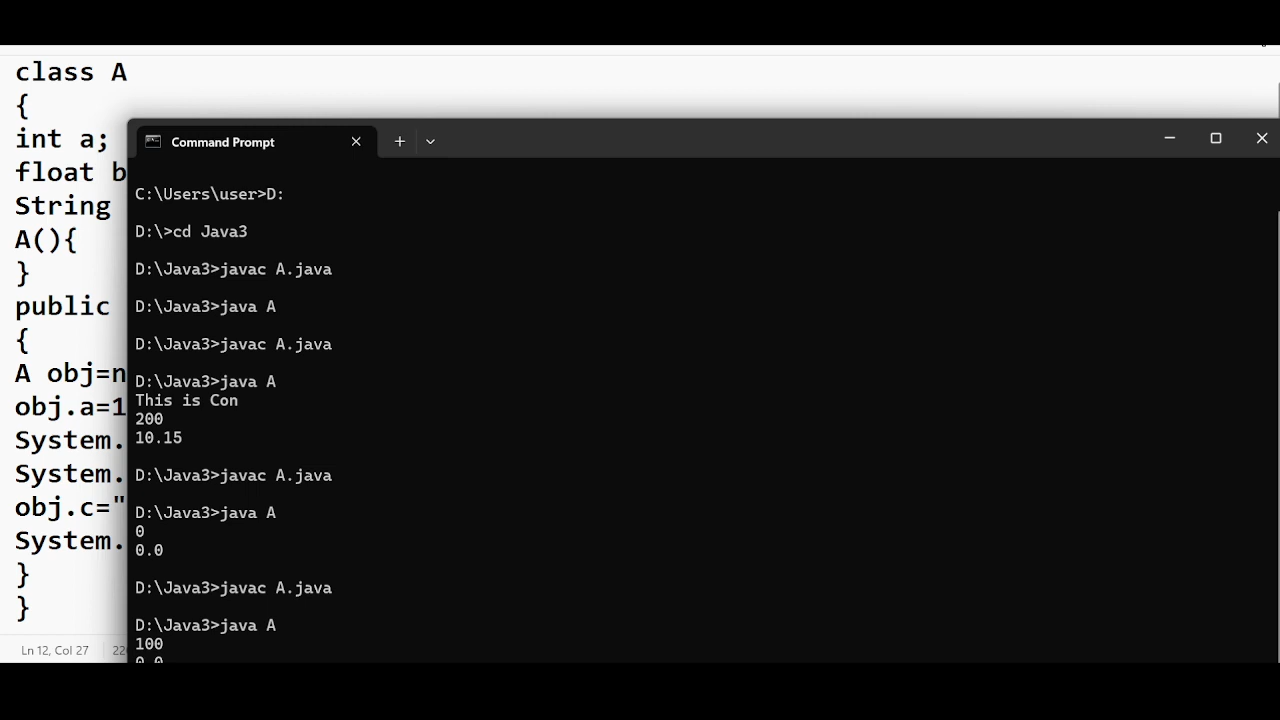 class A
{
int a;
float b
String
A(){
}
public
{
A obj=n
obj.a=1
System.
System.
obj.c="
System.
}
}
Ln 12, Col 27
Command Prompt
C:\Users\user>D:
D:\>cd Java3
D:\Java3>javac A.java
D:\Java3>java A
D:\Java3>javac A.java
D:\Java3>java A
This is Con
200
10.15
D:\Java3>javac A.java
D:\Java3>java A
0
0.0
D:\Java3>javac A.java
D:\Java3>java A
100
0.0